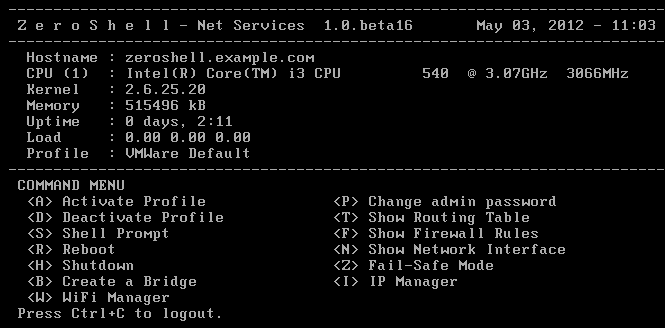 Z e r o S h e l l - Net Services 1.0.beta16 May 03, 2012 - 11:03
Hostname : zeroshell.example.com
CPU (1) : Intel(R) Core(TM) i3 CPU 540 @ 3.07GHz 3066MHz
Kernel : 2.6.25.20
Memory : 515496 kB
Uptime : 0 days, 2:11
Load : 0.00 0.00 0.00
Profile : VMWare Default
COMMAND MENU
<A> Activate Profile <P> Change admin password
<D> Deactivate Profile <T> Show Routing Table
<S> Shell Prompt <F> Show Firewall Rules
<R> Reboot <N> Show Network Interface
<H> Shutdown <Z> Fail-Safe Mode
<B> Create a Bridge <I> IP Manager
<W> WiFi Manager
Press Ctrl+C to logout.